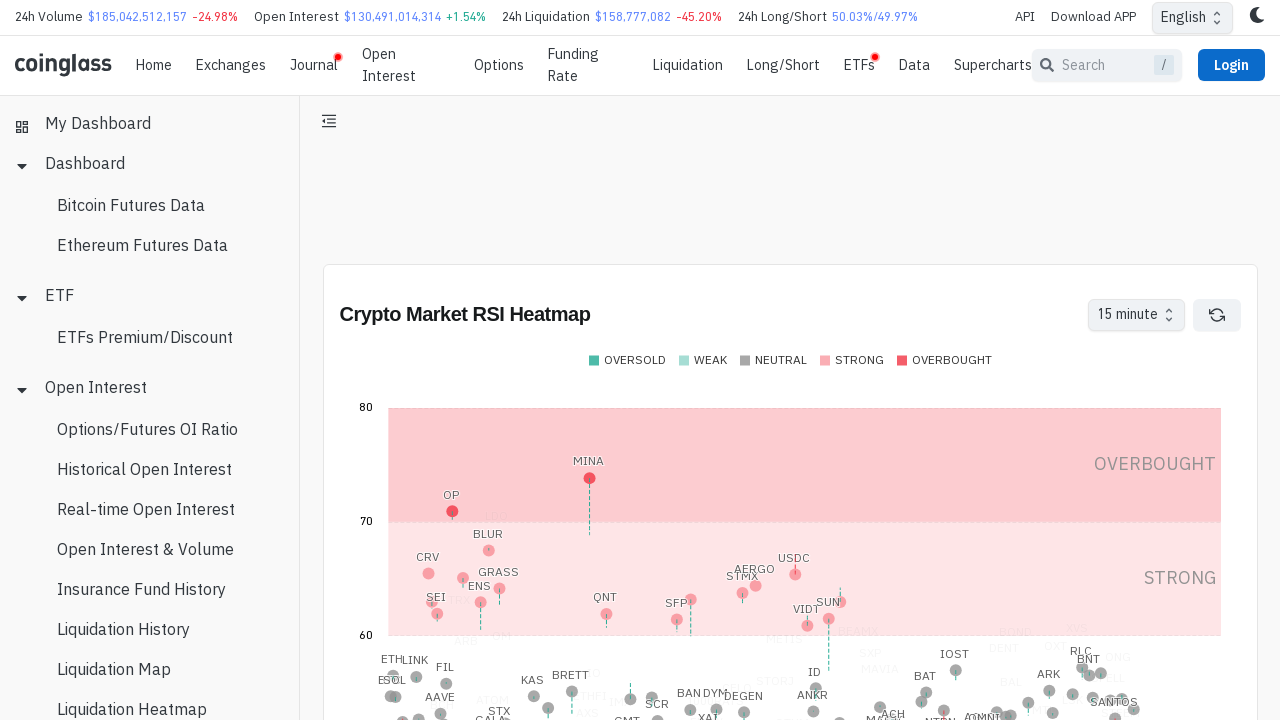 24h Volume $185,042,512,157 -24.98% Open Interest $130,491,014,314 +1.54% 24h Liquidation $158,777,082 -45.20% 24h Long/Short 50.03%/49.97% API Download APP English
coinglass Home Exchanges Journal Open Interest Options Funding Rate Liquidation Long/Short ETFs Data Supercharts Search / Login
My Dashboard
Dashboard
Bitcoin Futures Data
Ethereum Futures Data
ETF
ETFs Premium/Discount
Open Interest
Options/Futures OI Ratio
Historical Open Interest
Real-time Open Interest
Open Interest & Volume
Insurance Fund History
Liquidation History
Liquidation Map
Liquidation Heatmap
Crypto Market RSI Heatmap 15 minute
OVERSOLD WEAK NEUTRAL STRONG OVERBOUGHT
80
MINA OVERBOUGHT
OP
70
BLUR
CRV USDC
GRASS AERGO
STMX STRONG
ENS
SEI QNT SFP VIDT SUN
60
ETH LINK IOST RLC
BNT
FIL BRETT ID BAT ARK
SOL KAS
AAVE BAN DYM DEGEN ANKR
STX SCR SANTOS
GALA GMT XAI ACH